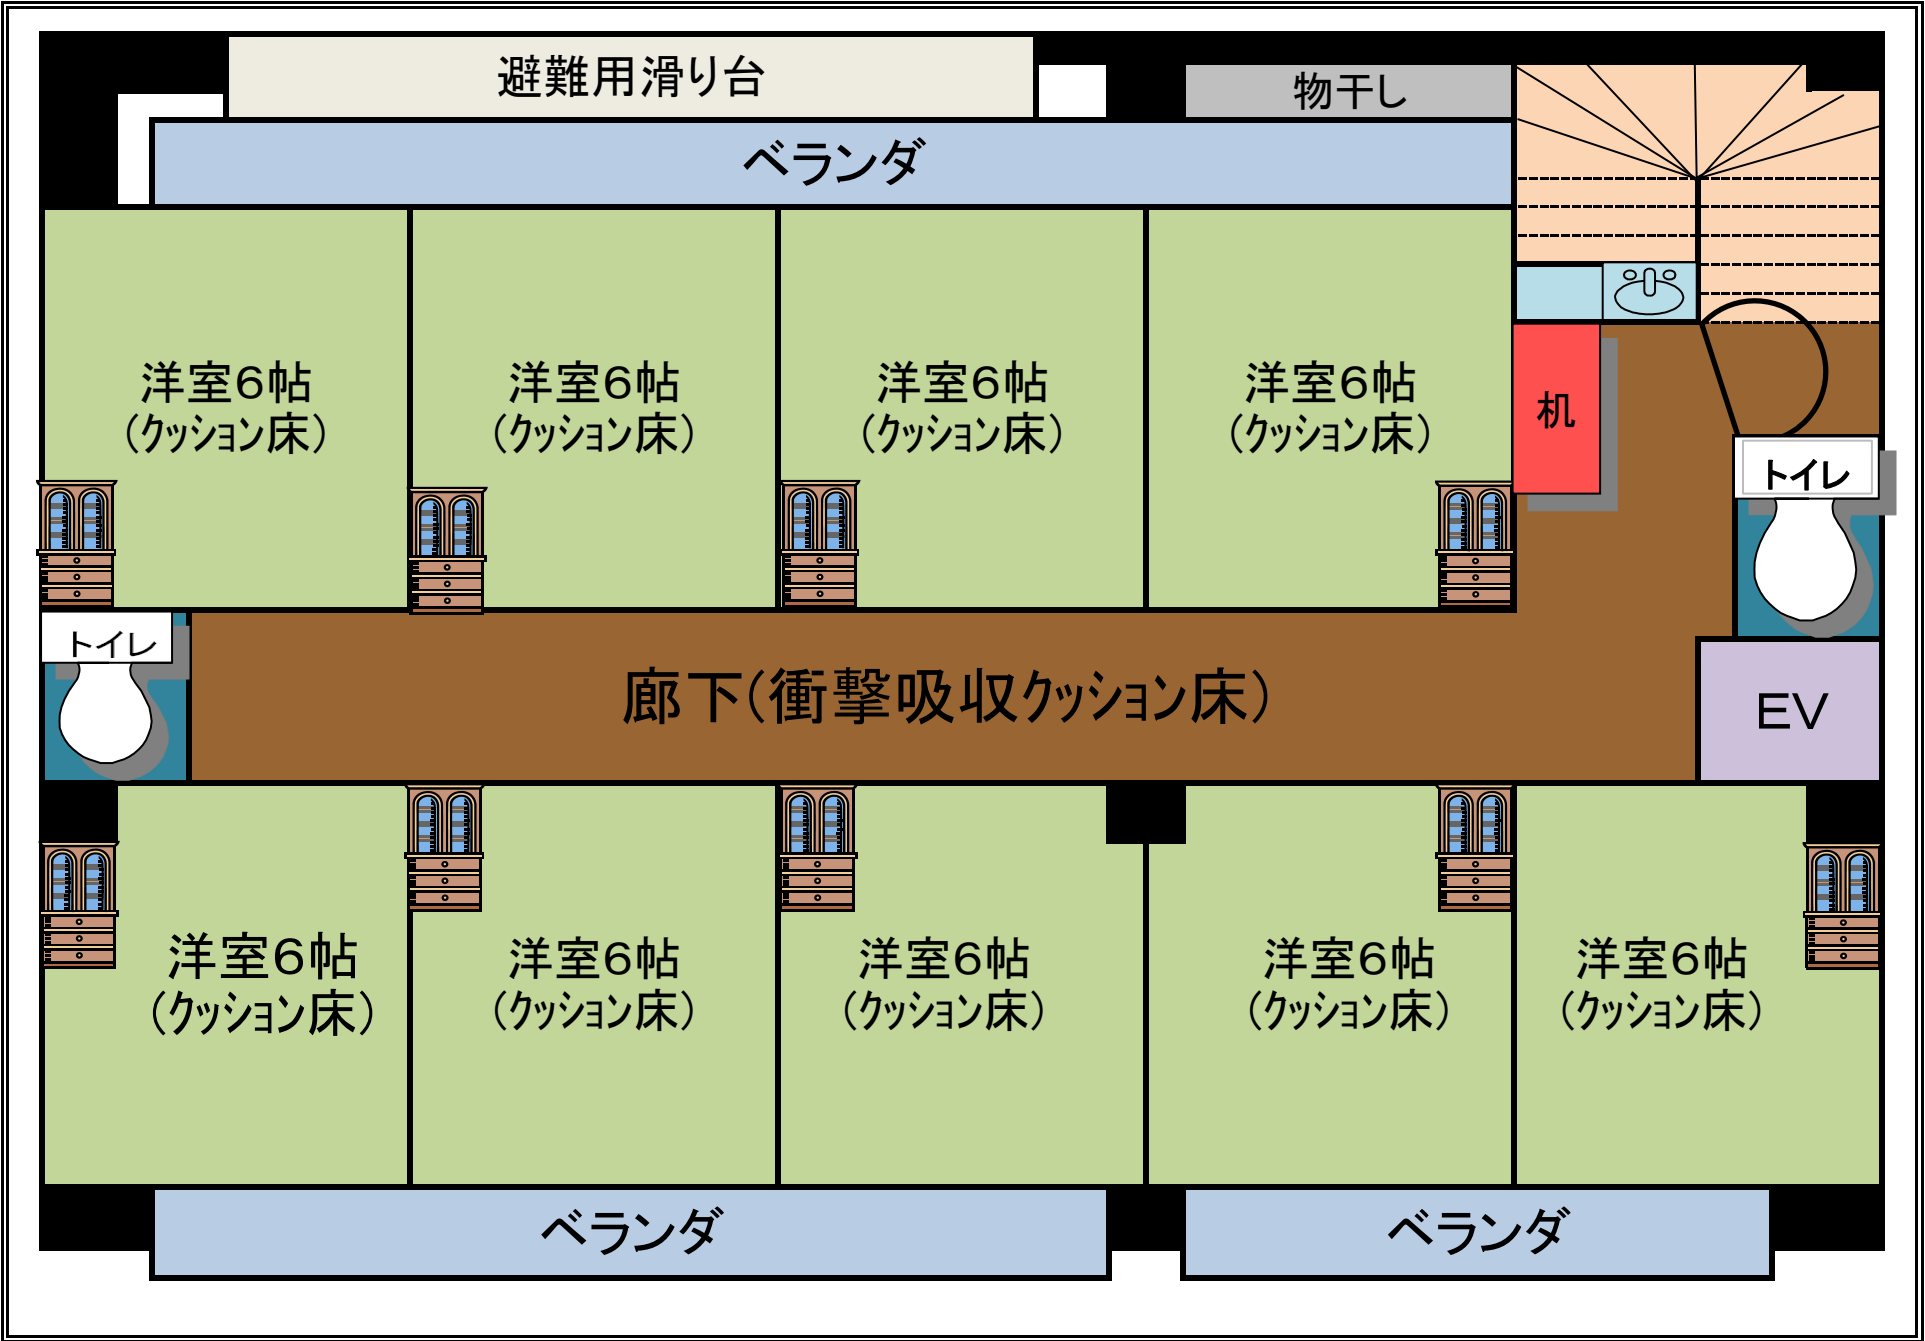 避難用滑り台
物干し
ベランダ
洋室6帖
(ｸｯｼｮﾝ床)
洋室6帖
(ｸｯｼｮﾝ床)
洋室6帖
(ｸｯｼｮﾝ床)
洋室6帖
(ｸｯｼｮﾝ床)
机
トイレ
トイレ
廊下(衝撃吸収ｸｯｼｮﾝ床)
EV
洋室6帖
(ｸｯｼｮﾝ床)
洋室6帖
(ｸｯｼｮﾝ床)
洋室6帖
(ｸｯｼｮﾝ床)
洋室6帖
(ｸｯｼｮﾝ床)
洋室6帖
(ｸｯｼｮﾝ床)
ベランダ
ベランダ